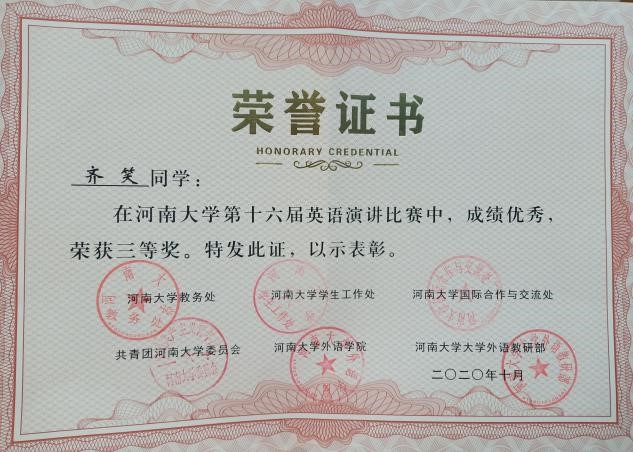 荣誉证书
HONORARY CREDENTIAL
齐笑同学：
在河南大学第十六届英语演讲比赛中，成绩优秀，
荣获三等奖。特发此证，以示表彰。
河南大学教务处 河南大学学生工作处 河南大学国际合作与交流处
共青团河南大学委员会 河南大学外语学院 河南大学大学外语教研部
二〇二〇年十月